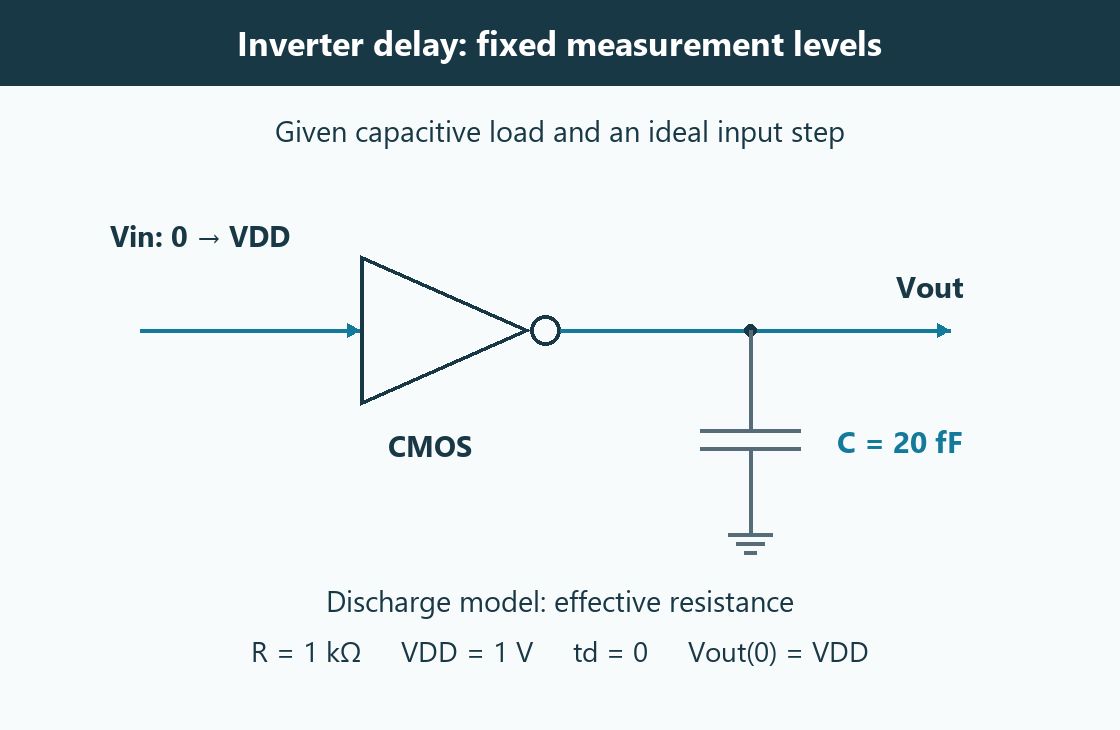 Inverter delay: fixed measurement levels
Given capacitive load and an ideal input step
Vin: 0 → VDD
Vout
CMOS
C = 20 fF
Discharge model: effective resistance
R = 1 kΩ VDD = 1 V td = 0 Vout(0) = VDD